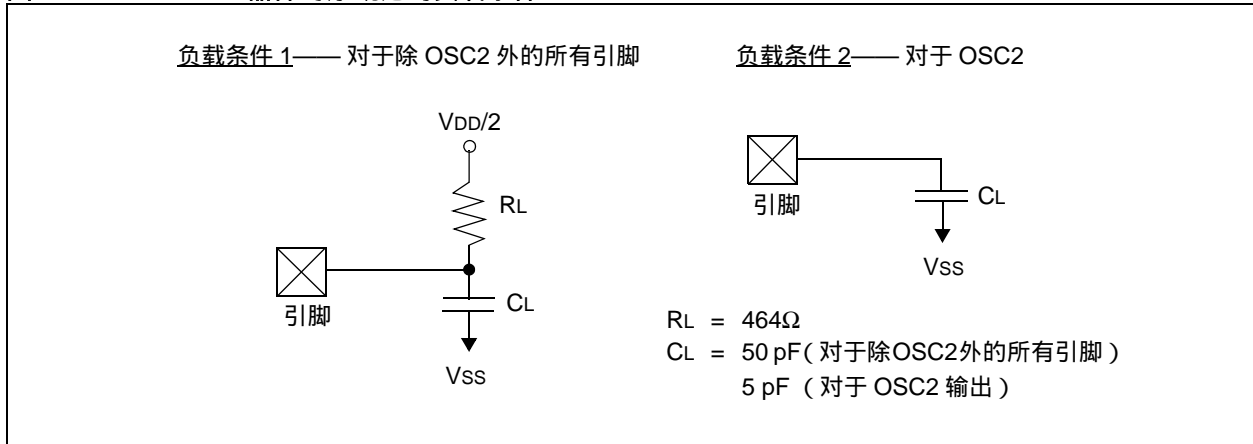 负载条件 1—— 对于除 OSC2 外的所有引脚
负载条件 2—— 对于 OSC2
VDD/2
RL
引脚
CL
VSS
引脚
CL
VSS
RL = 464Ω
CL = 50 pF( 对于除OSC2外的所有引脚 )
5 pF ( 对于 OSC2 输出 )